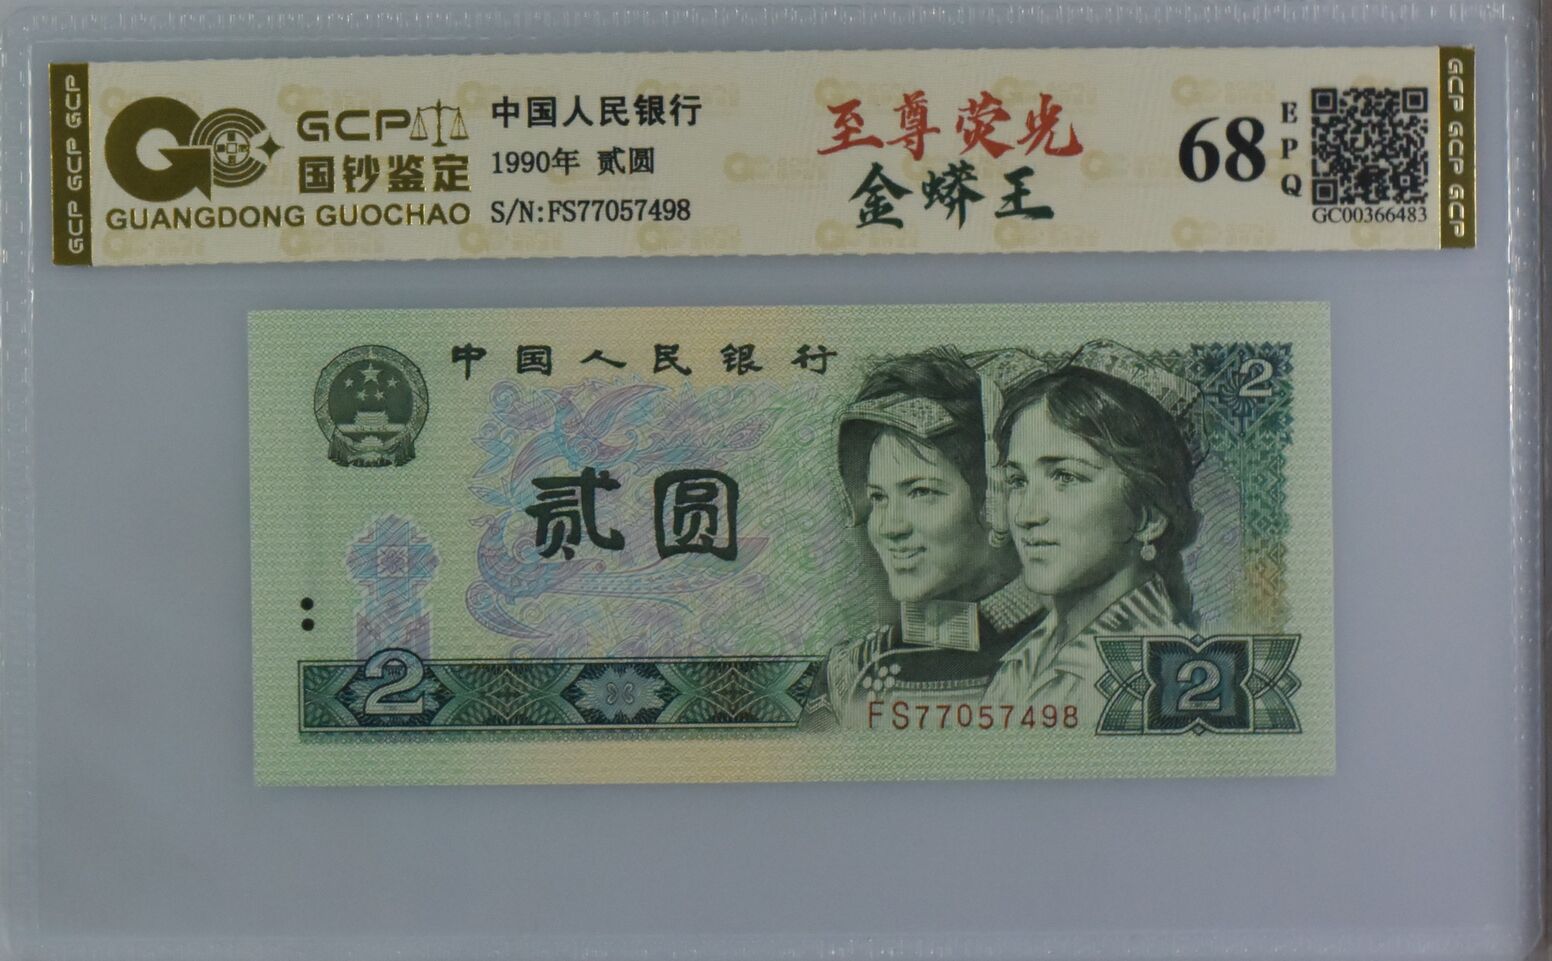 GCP GCP GCP
GCP
国钞鉴定
GUANGDONG GUOCHAO
中国人民银行
1990年 贰圆
S/N:FS77057498
至尊荧光
金蟒王
68
EPQ
GC00366483
GCP GCP GCP
中国人民银行
2
贰圆
2
FS77057498
2